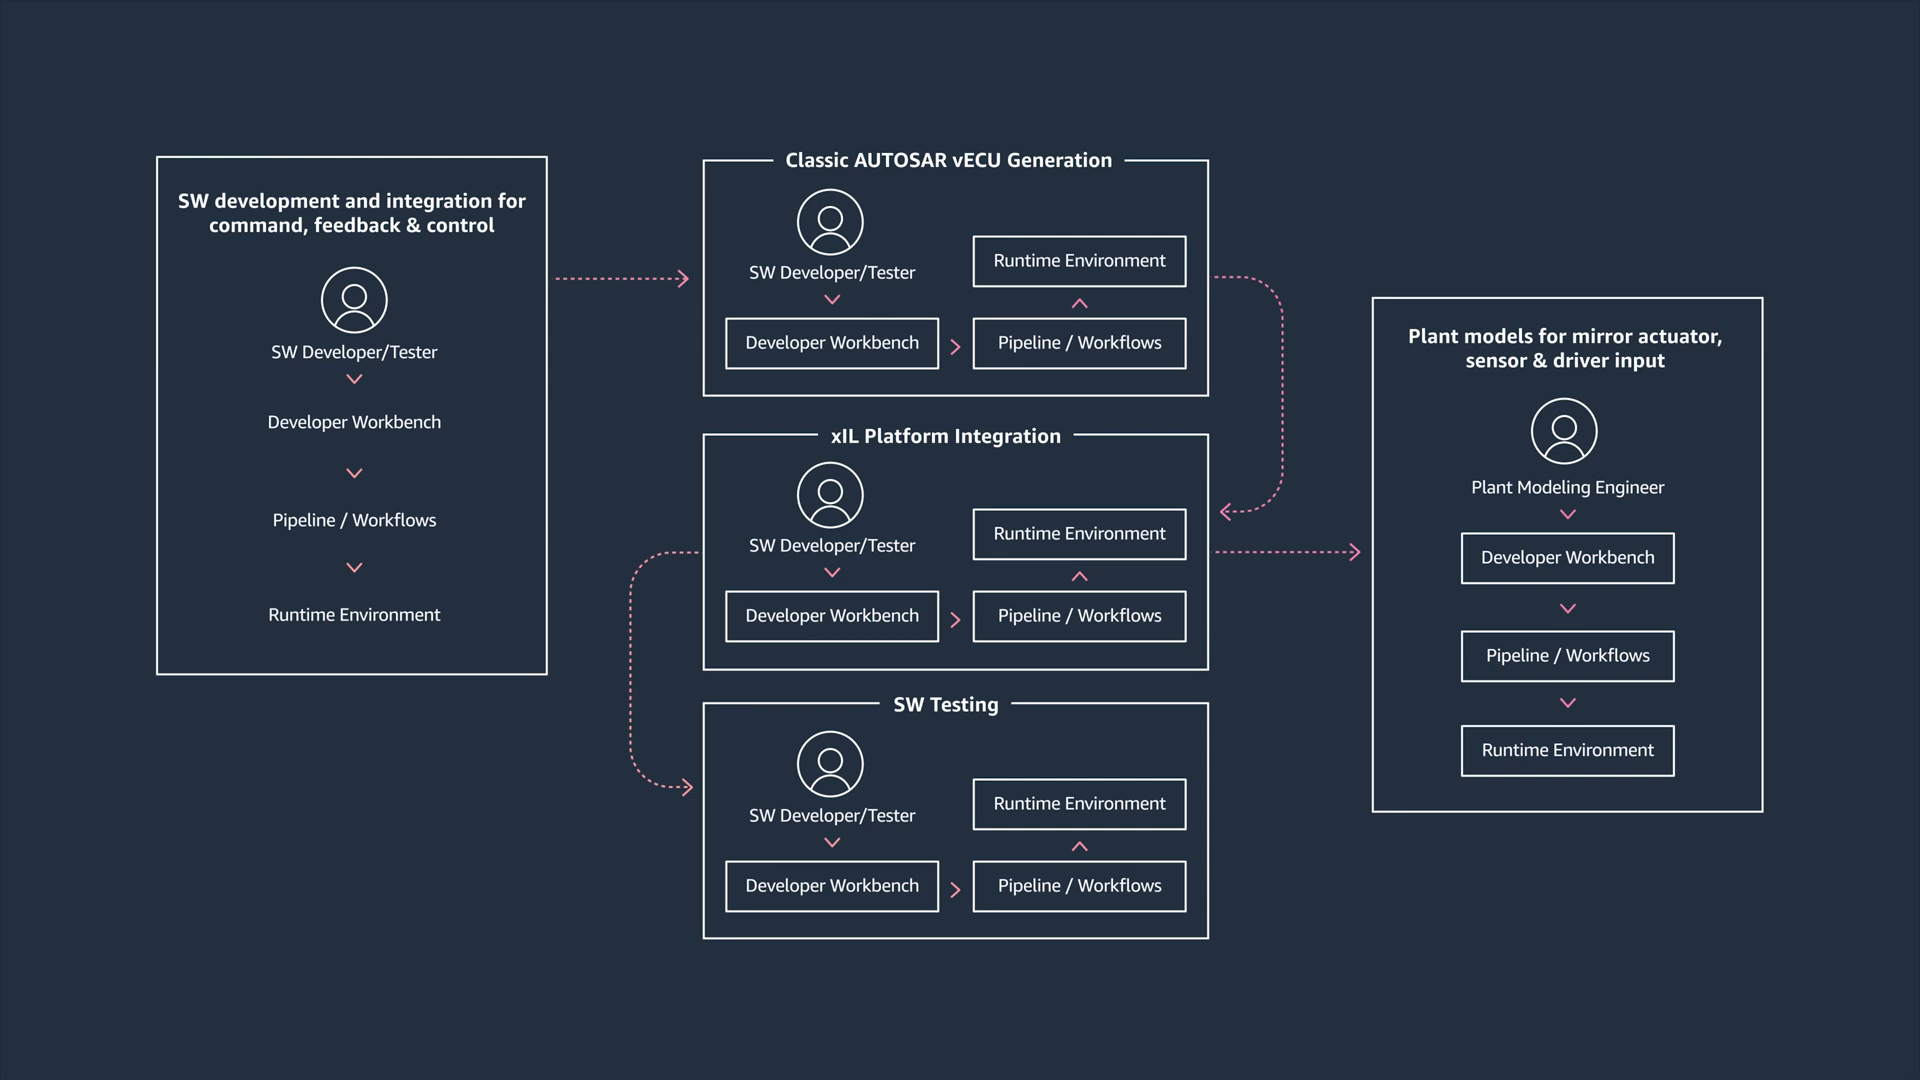 SW development and integration for
command, feedback & control
SW Developer/Tester
Developer Workbench
Pipeline / Workflows
Runtime Environment
Classic AUTOSAR vECU Generation
SW Developer/Tester
Developer Workbench
Pipeline / Workflows
Runtime Environment
xIL Platform Integration
SW Developer/Tester
Developer Workbench
Pipeline / Workflows
Runtime Environment
SW Testing
SW Developer/Tester
Developer Workbench
Pipeline / Workflows
Runtime Environment
Plant models for mirror actuator,
sensor & driver input
Plant Modeling Engineer
Developer Workbench
Pipeline / Workflows
Runtime Environment